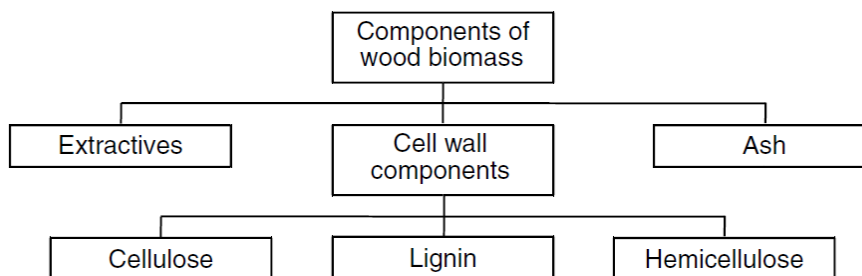 Components of
wood biomass
Extractives
Cell wall
components
Ash
Cellulose
Lignin
Hemicellulose